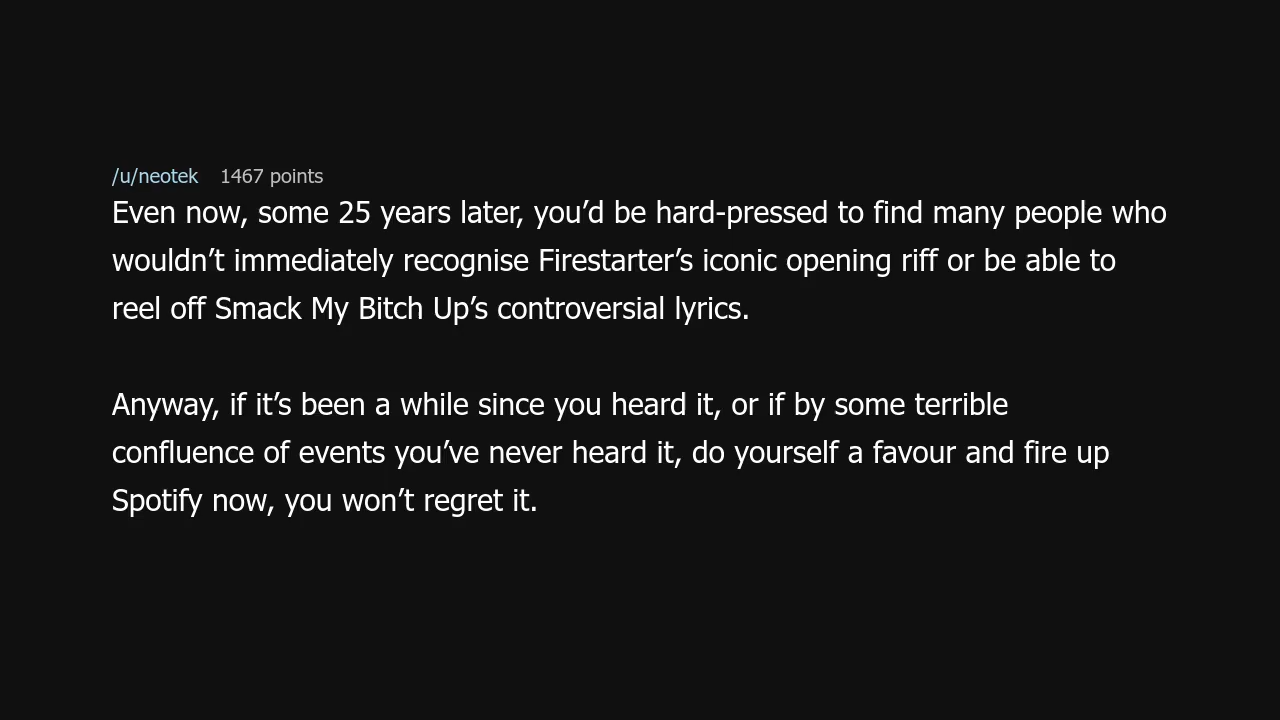 /u/neotek 1467 points
Even now, some 25 years later, you’d be hard-pressed to find many people who
wouldn’t immediately recognise Firestarter’s iconic opening riff or be able to
reel off Smack My Bitch Up’s controversial lyrics.
Anyway, if it’s been a while since you heard it, or if by some terrible
confluence of events you’ve never heard it, do yourself a favour and fire up
Spotify now, you won’t regret it.